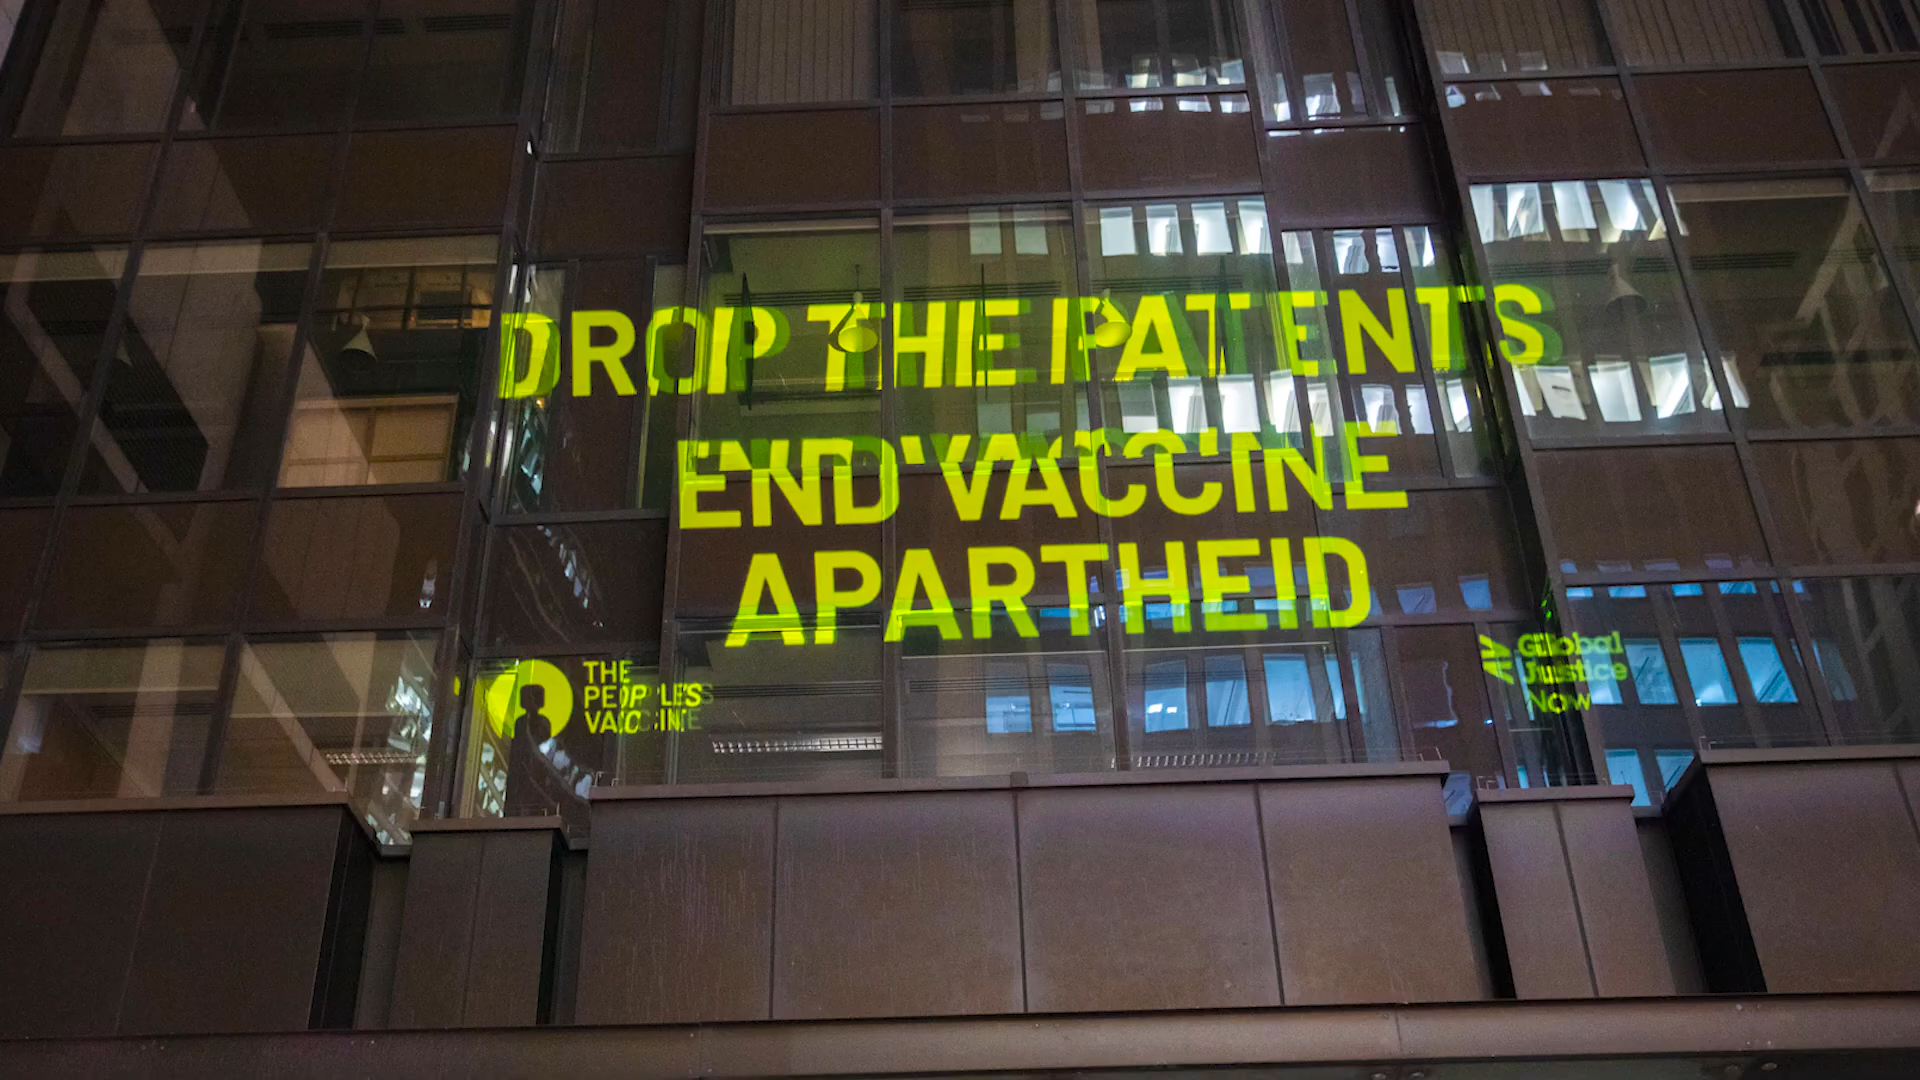 DROP THE PATENTS
END VACCINE
APARTHEID
THE
PEOPLE'S
VACCINE
Global
Justice
Now